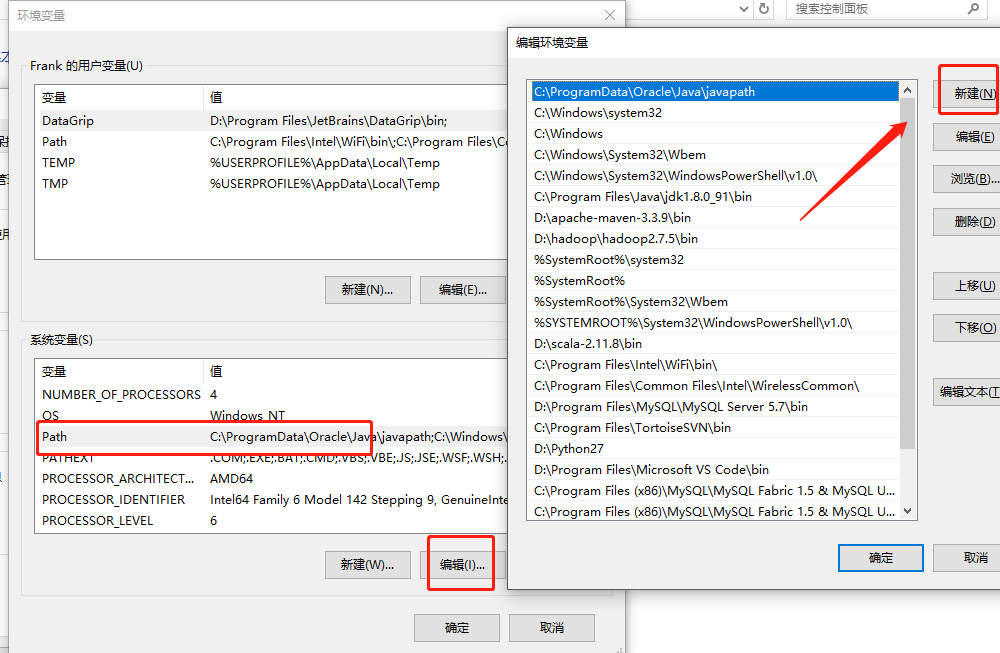 环境变量
搜索控制面板
Frank 的用户变量(U)
变量 值
DataGrip D:\Program Files\JetBrains\DataGrip\bin;
Path C:\Program Files\Intel\WiFi\bin\;C:\Program Files\Co
TEMP %USERPROFILE%\AppData\Local\Temp
TMP %USERPROFILE%\AppData\Local\Temp
新建(N)... 编辑(E)...
系统变量(S)
变量 值
NUMBER_OF_PROCESSORS 4
OS Windows_NT
Path C:\ProgramData\Oracle\Java\javapath;C:\Windows\
PATHEXT .COM;.EXE;.BAT;.CMD;.VBS;.VBE;.JS;.JSE;.WSF;.WSH;.
PROCESSOR_ARCHITECT... AMD64
PROCESSOR_IDENTIFIER Intel64 Family 6 Model 142 Stepping 9, GenuineInte
PROCESSOR_LEVEL 6
新建(W)... 编辑(I)...
确定 取消
编辑环境变量
C:\ProgramData\Oracle\Java\javapath
C:\Windows\system32
C:\Windows
C:\Windows\System32\Wbem
C:\Windows\System32\WindowsPowerShell\v1.0\
C:\Program Files\Java\jdk1.8.0_91\bin
D:\apache-maven-3.3.9\bin
D:\hadoop\hadoop2.7.5\bin
%SystemRoot%\system32
%SystemRoot%
%SystemRoot%\System32\Wbem
%SYSTEMROOT%\System32\WindowsPowerShell\v1.0\
D:\scala-2.11.8\bin
C:\Program Files\Intel\WiFi\bin\
C:\Program Files\Common Files\Intel\WirelessCommon\
D:\Program Files\MySQL\MySQL Server 5.7\bin
C:\Program Files\TortoiseSVN\bin
D:\Python27
D:\Program Files\Microsoft VS Code\bin
C:\Program Files (x86)\MySQL\MySQL Fabric 1.5 & MySQL U...
C:\Program Files (x86)\MySQL\MySQL Fabric 1.5 & MySQL U...
新建(N)
编辑(E)
浏览(B)...
删除(D)
上移(U)
下移(O)
编辑文本(T
确定 取消